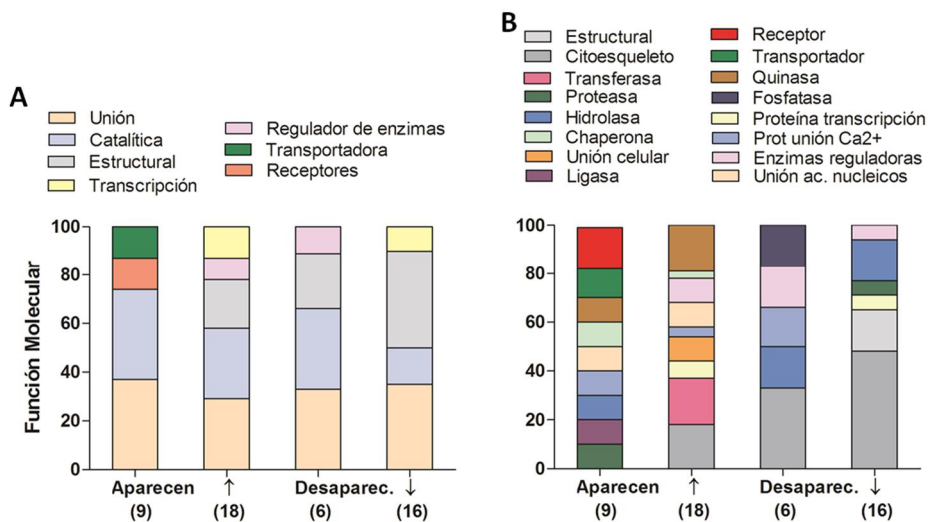 A
Unión
Catalítica
Estructural
Transcripción
Regulador de enzimas
Transportadora
Receptores
Función Molecular
100
80
60
40
20
0
Aparecen ↑ Desaparec. ↓
(9) (18) (6) (16)
B
Estructural
Citoesqueleto
Transferasa
Proteasa
Hidrolasa
Chaperona
Unión celular
Ligasa
Receptor
Transportador
Quinasa
Fosfatasa
Proteína transcripción
Prot unión Ca2+
Enzimas reguladoras
Unión ac. nucleicos
100
80
60
40
20
0
Aparecen ↑ Desaparec. ↓
(9) (18) (6) (16)